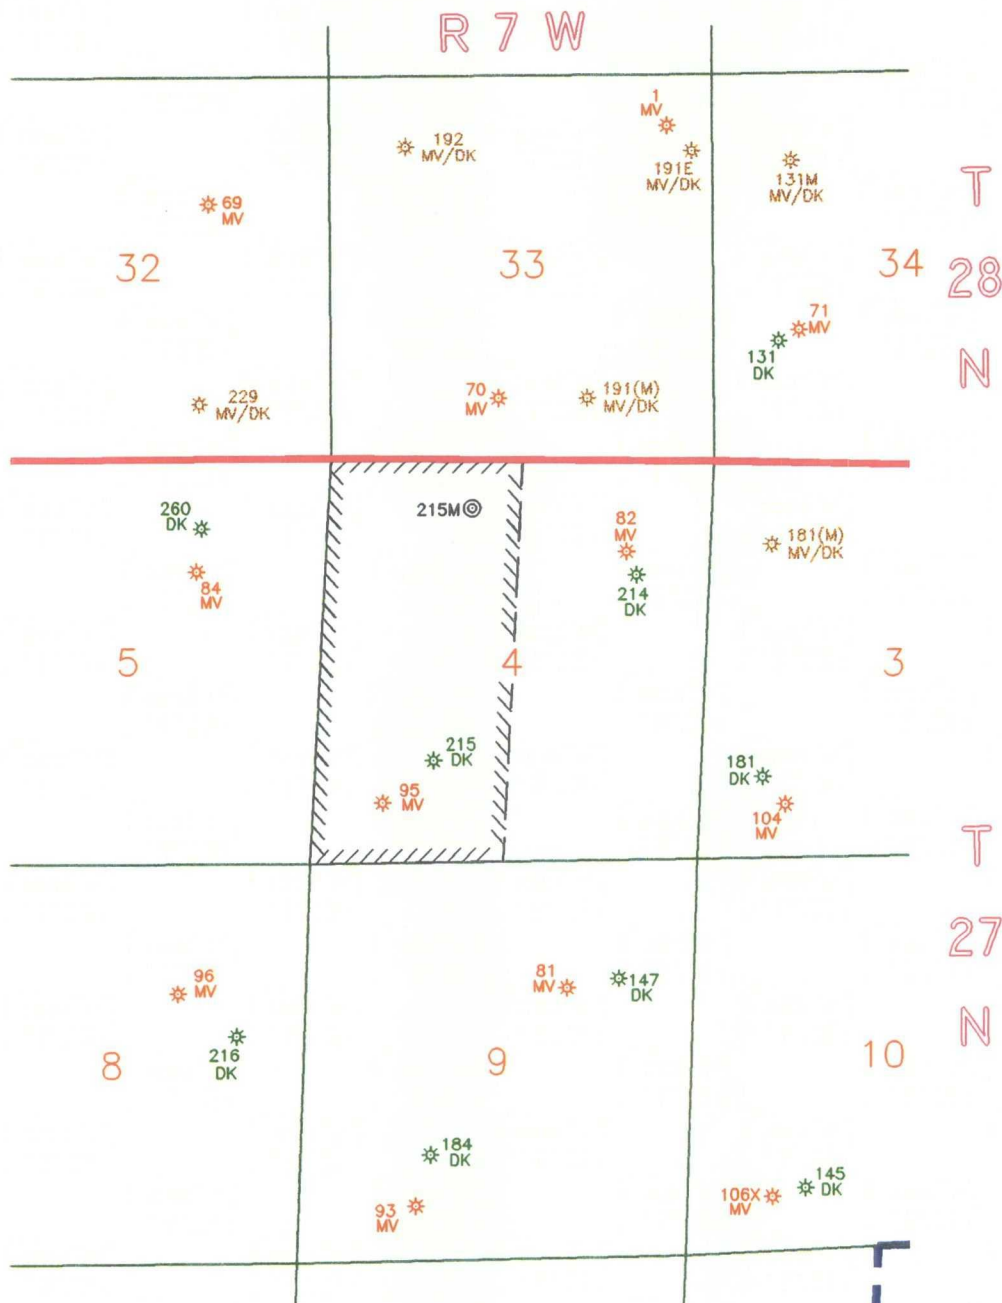 R 7 W
1
MV
192
MV/DK
191E
MV/DK
131M
MV/DK
T
69
MV
32
33
34
28
71
MV
131
DK
N
229
MV/DK
70
MV
191(M)
MV/DK
260
DK
215M
82
MV
181(M)
MV/DK
84
MV
214
DK
5
4
3
215
DK
181
DK
95
MV
104
MV
T
27
96
MV
81
MV
147
DK
N
216
DK
8
9
10
184
DK
145
DK
106X
MV
93
MV